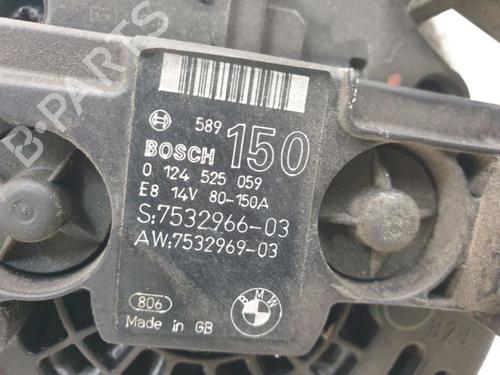 B-PARTS
589
150
BOSCH
0 124 525 059
E8 14V 80-150A
S:7532966-03
AW:7532969-03
806
BMW
Made in GB